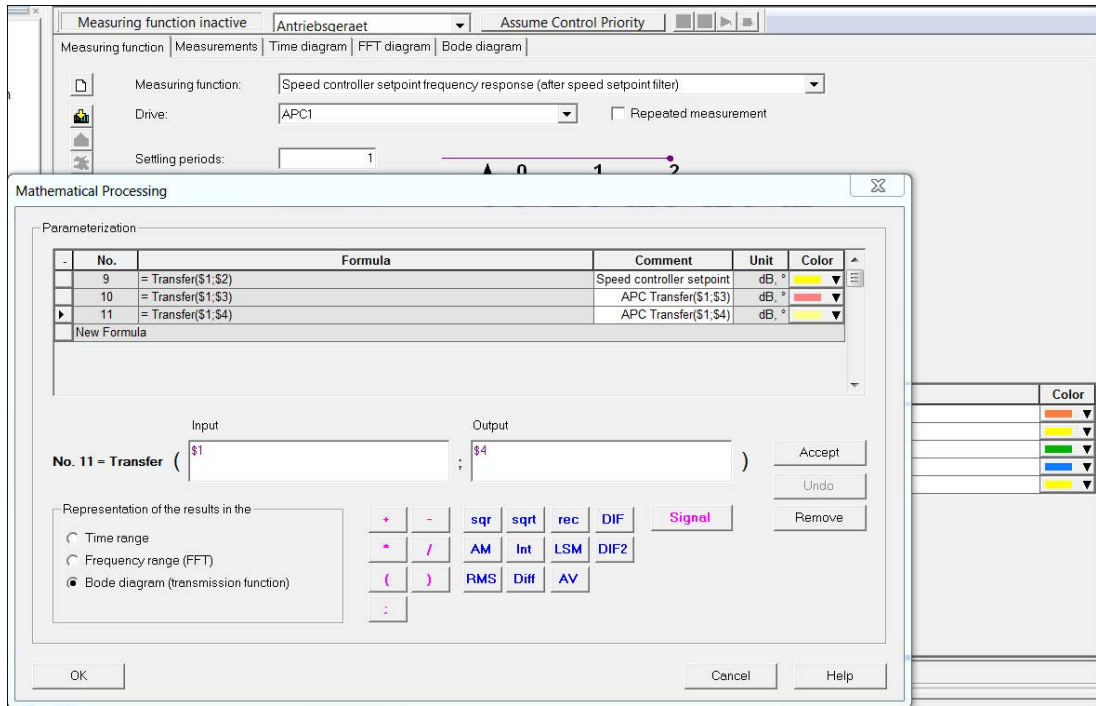 Measuring function inactive Antriebsgeraet Assume Control Priority
Measuring function Measurements Time diagram FFT diagram Bode diagram
Measuring function: Speed controller setpoint frequency response (after speed setpoint filter)
Drive: APC1 Repeated measurement
Settling periods: 1
0 1 2
Mathematical Processing
Parameterization
- No. Formula Comment Unit Color
9 = Transfer($1;$2) Speed controller setpoint dB, °
10 = Transfer($1;$3) APC Transfer($1;$3) dB, °
11 = Transfer($1;$4) APC Transfer($1;$4) dB, °
New Formula
Color
Input Output
No. 11 = Transfer ( $1 ; $4 ) Accept
Undo
Representation of the results in the + - sqr sqrt rec DIF Signal Remove
Time range
Frequency range (FFT) * / AM Int LSM DIF2
Bode diagram (transmission function) ( ) RMS Diff AV
;
OK Cancel Help